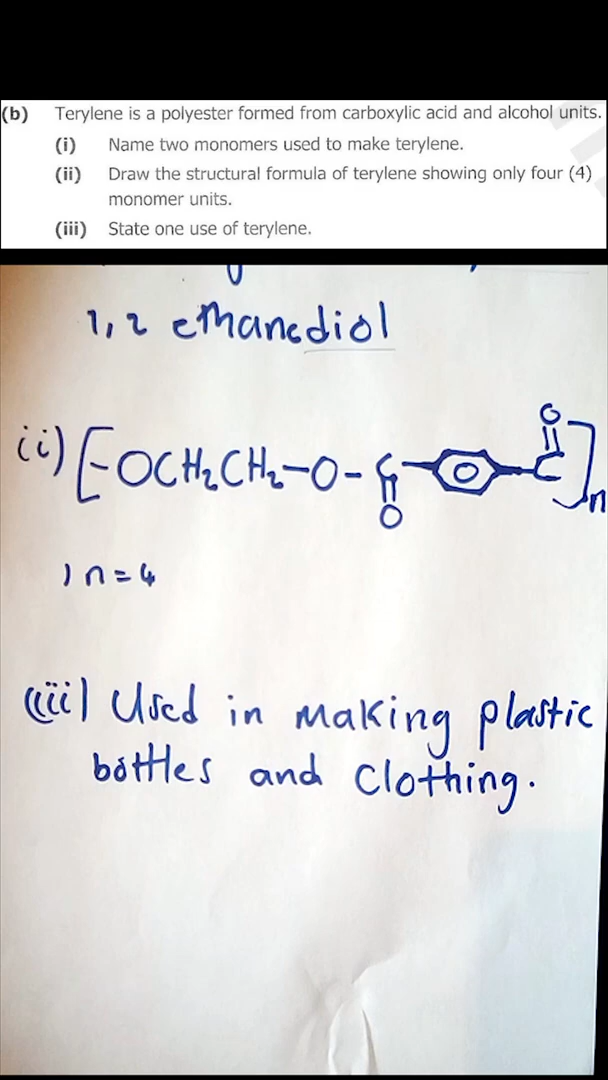 (b) Terylene is a polyester formed from carboxylic acid and alcohol units.
(i) Name two monomers used to make terylene.
(ii) Draw the structural formula of terylene showing only four (4)
monomer units.
(iii) State one use of terylene.
1,2 ethanediol
ii) [-OCH₂CH₂-O-C
O
C
O
]n
) n=4
(iii) Used in making plastic
bottles and clothing.